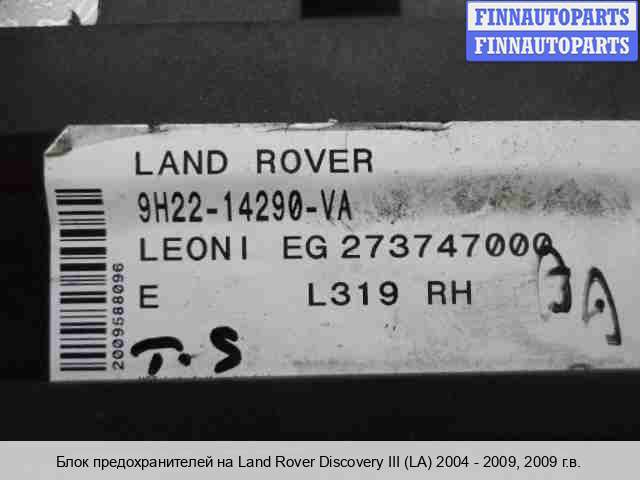 FINNAUTOPARTS
FINNAUTOPARTS
LAND ROVER
9H22-14290-VA
LEONI EG 273747000
E L319 RH
2009588096
T.S
Блок предохранителей на Land Rover Discovery III (LA) 2004 - 2009, 2009 г.в.